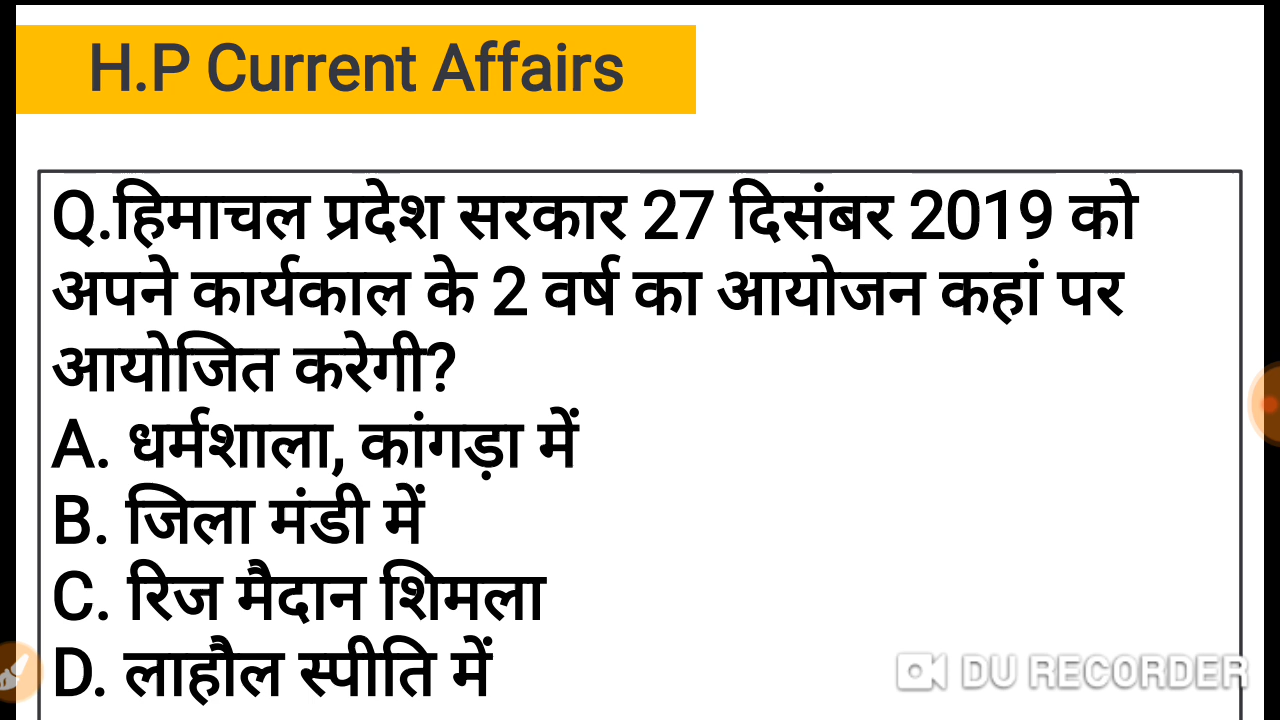 H.P Current Affairs
Q.हिमाचल प्रदेश सरकार 27 दिसंबर 2019 को
अपने कार्यकाल के 2 वर्ष का आयोजन कहां पर
आयोजित करेगी?
A. धर्मशाला, कांगड़ा में
B. जिला मंडी में
C. रिज मैदान शिमला
D. लाहौल स्पीति में
DU RECORDER